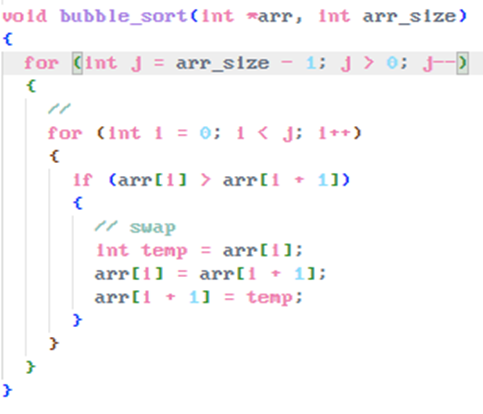 void bubble_sort(int *arr, int arr_size)
{
for (int j = arr_size - 1; j > 0; j--)
{
//
for (int i = 0; i < j; i++)
{
if (arr[i] > arr[i + 1])
{
// swap
int temp = arr[i];
arr[i] = arr[i + 1];
arr[i + 1] = temp;
}
}
}
}